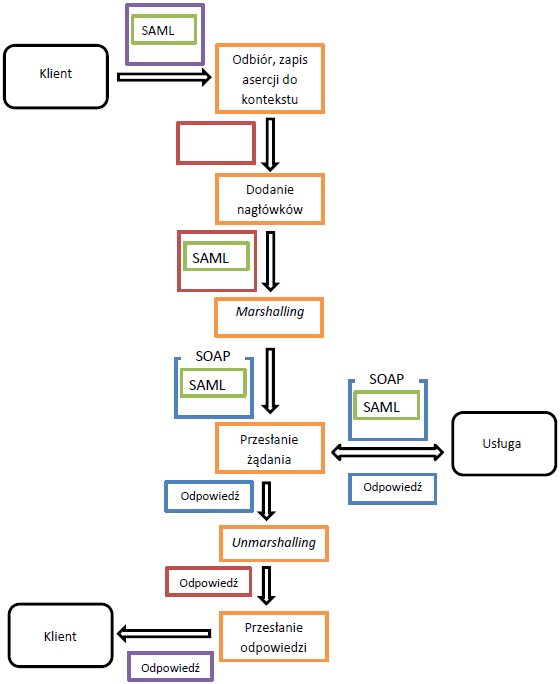 SAML
Klient
Odbiór, zapis
asercji do
kontekstu
Dodanie
nagłówków
SAML
Marshalling
SOAP
SAML
SOAP
SAML
Przesłanie
żądania
Usługa
Odpowiedź
Odpowiedź
Unmarshalling
Odpowiedź
Klient
Przesłanie
odpowiedzi
Odpowiedź